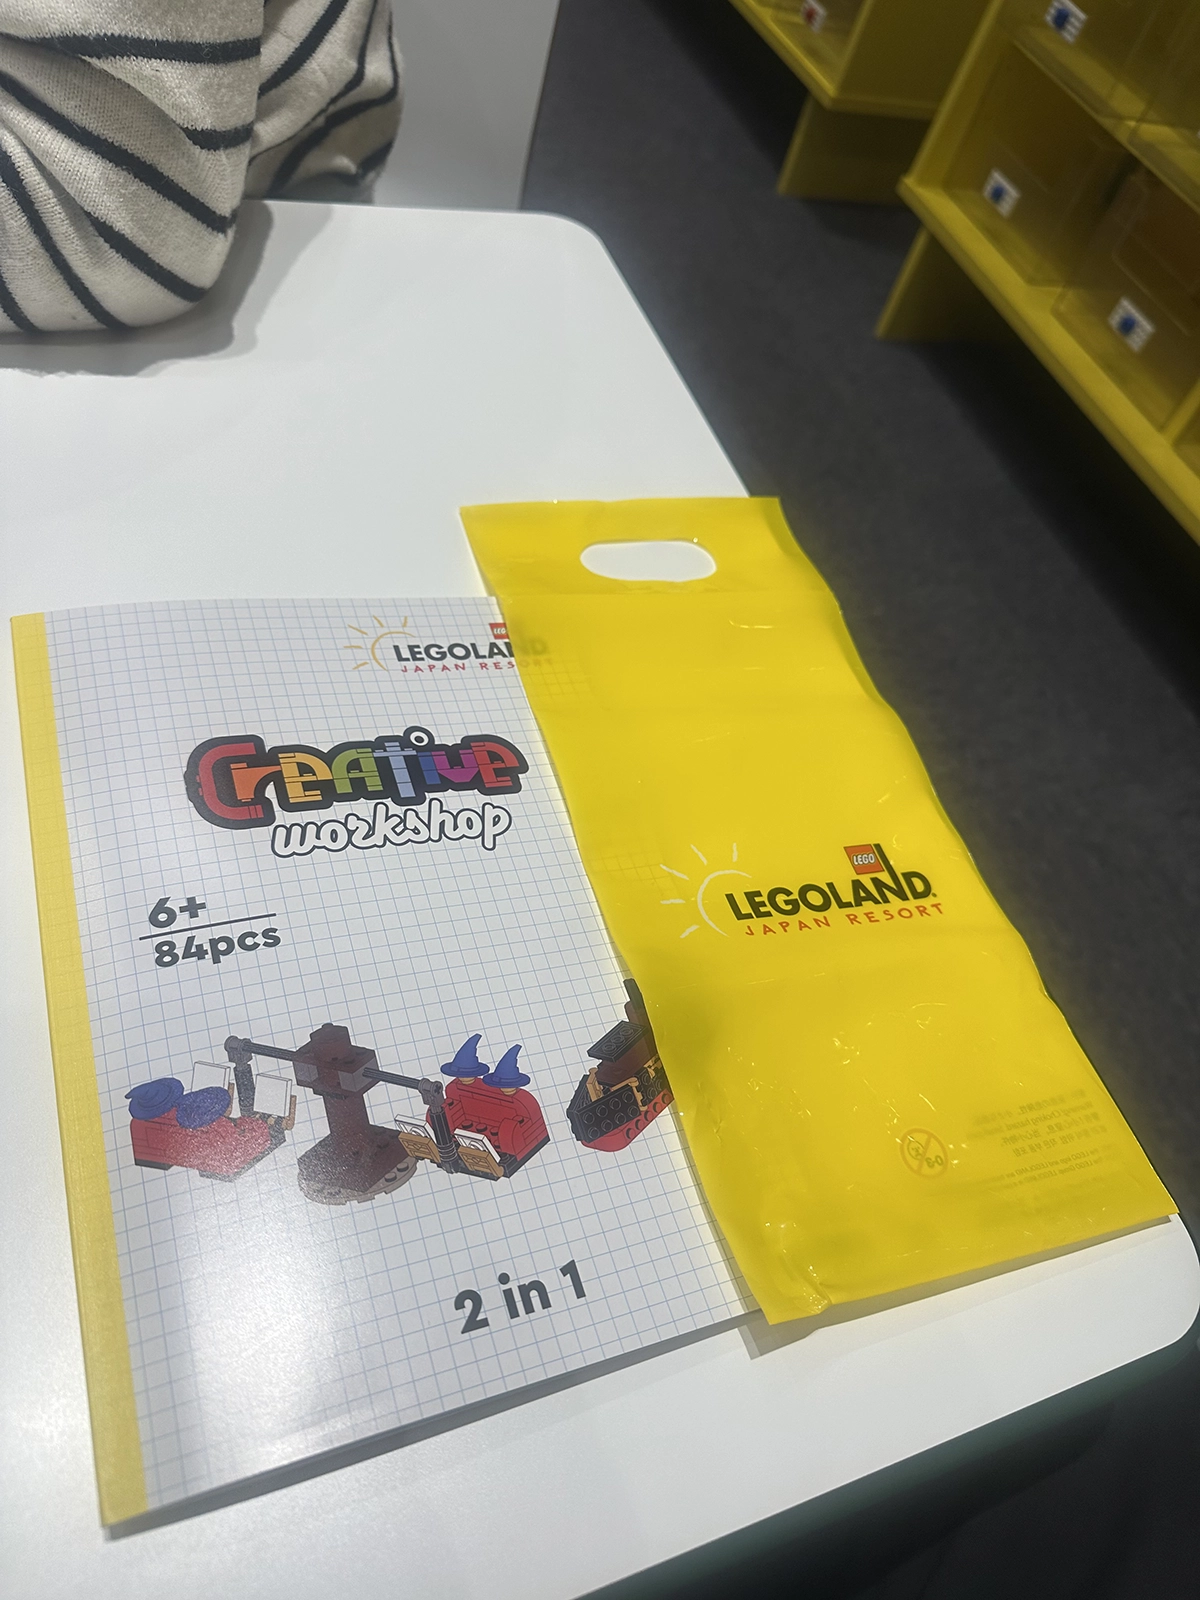 LEGO
LEGOLAND
JAPAN RESORT
CREATIVE
workshop
6+
84pcs
2 in 1
LEGO
LEGOLAND®
JAPAN RESORT